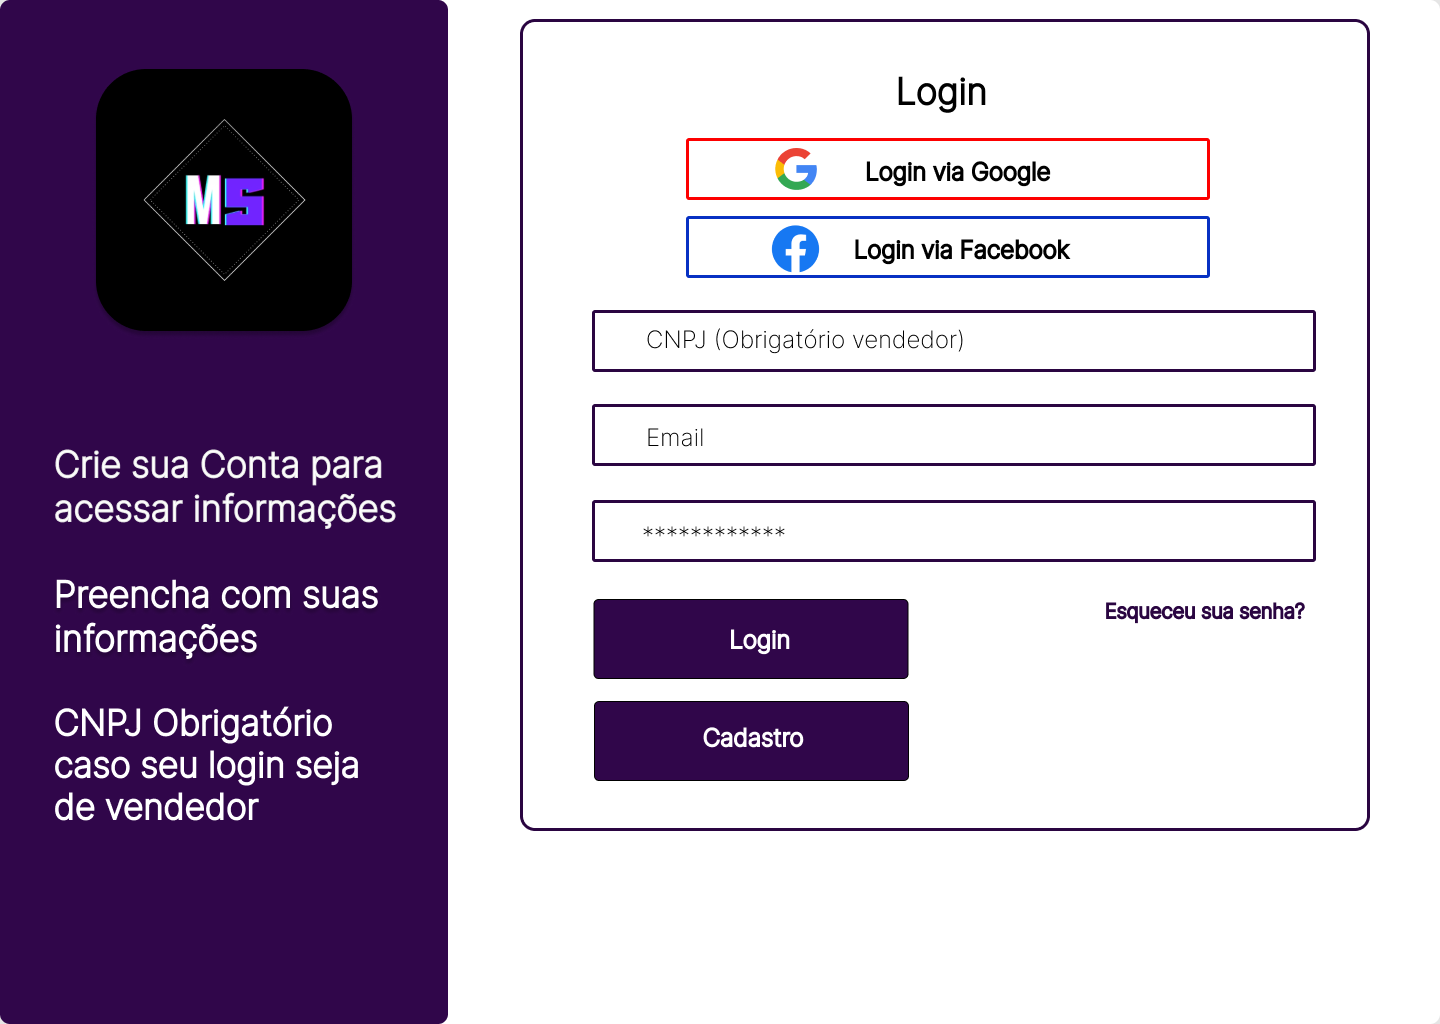 MS
Crie sua Conta para
acessar informações
Preencha com suas
informações
CNPJ Obrigatório
caso seu login seja
de vendedor
Login
Login via Google
Login via Facebook
CNPJ (Obrigatório vendedor)
Email
************
Esqueceu sua senha?
Login
Cadastro